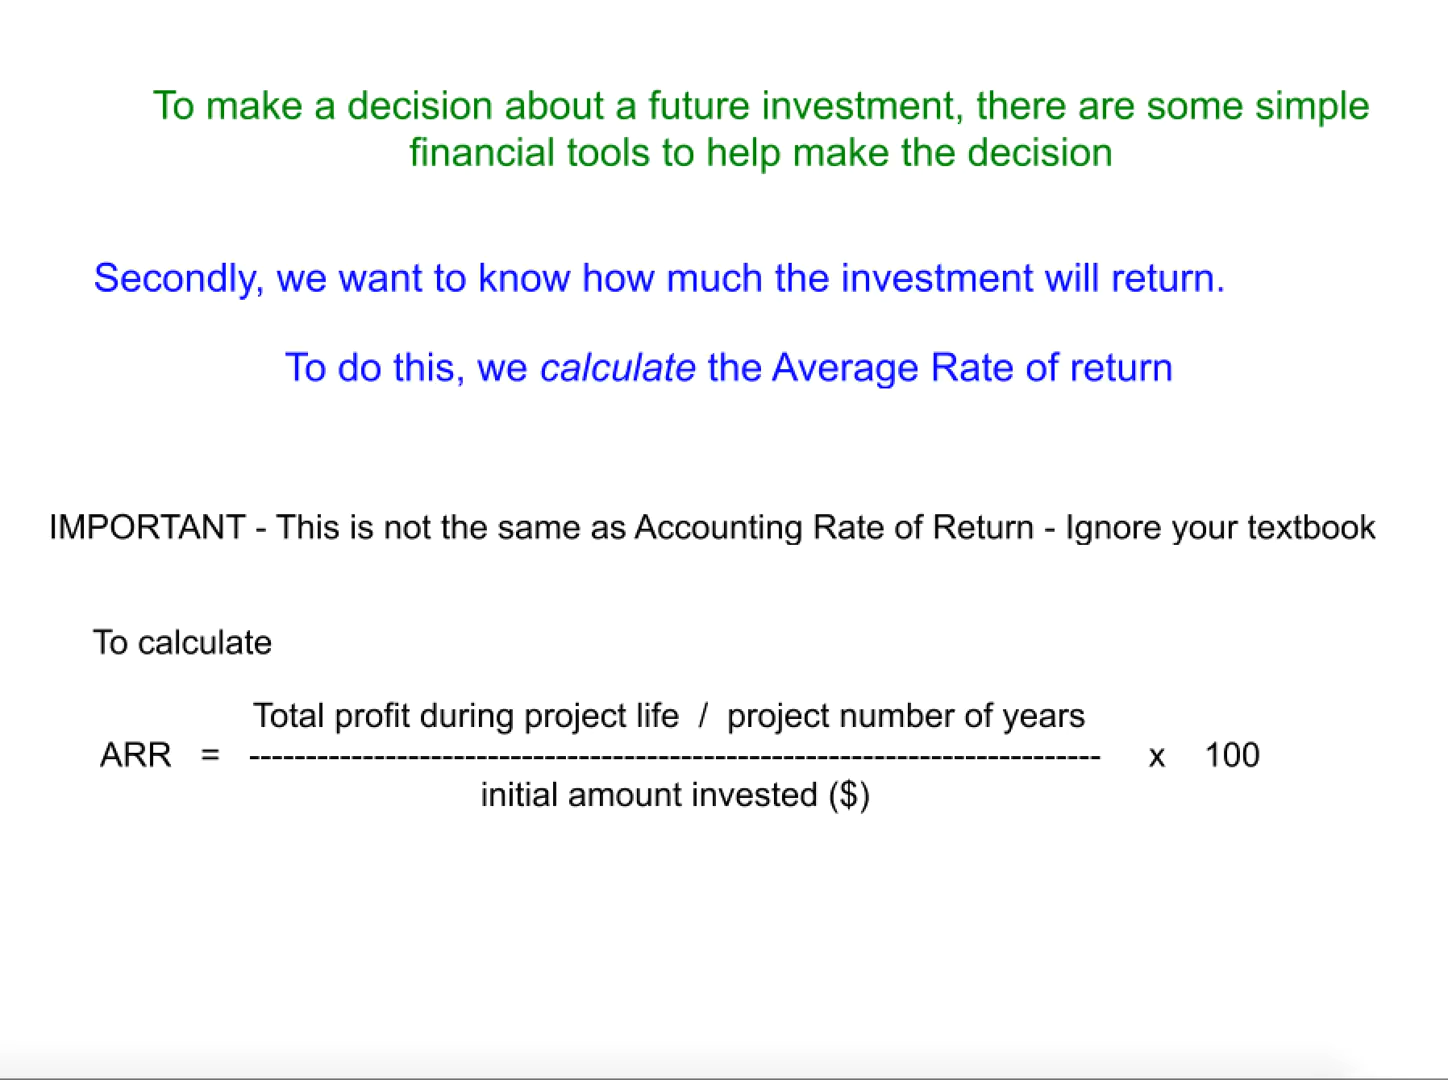 To make a decision about a future investment, there are some simple
financial tools to help make the decision
Secondly, we want to know how much the investment will return.
To do this, we calculate the Average Rate of return
IMPORTANT - This is not the same as Accounting Rate of Return - Ignore your textbook
To calculate
Total profit during project life / project number of years
ARR = --------------------------------------------------------------------------- x 100
initial amount invested ($)